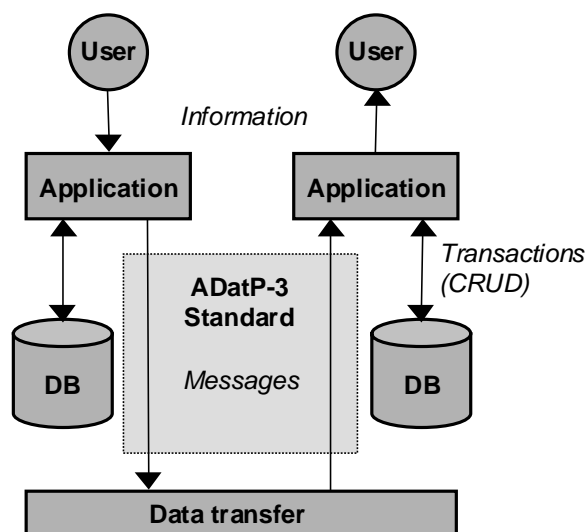 User
User
Information
Application
Application
Transactions
(CRUD)
ADatP-3
Standard
Messages
DB
DB
Data transfer